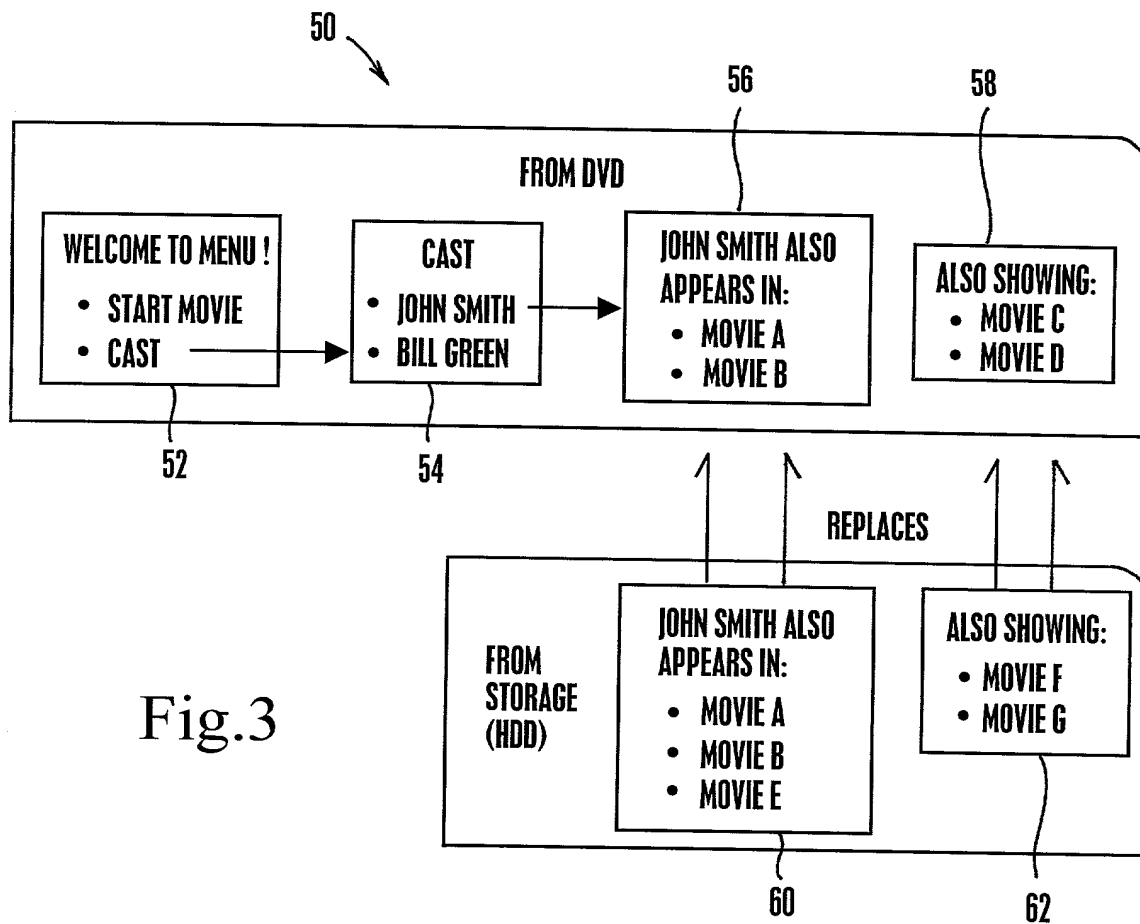 50
56
58
FROM DVD
WELCOME TO MENU !
• START MOVIE
• CAST
CAST
• JOHN SMITH
• BILL GREEN
JOHN SMITH ALSO
APPEARS IN:
• MOVIE A
• MOVIE B
ALSO SHOWING:
• MOVIE C
• MOVIE D
52
54
REPLACES
FROM
STORAGE
(HDD)
JOHN SMITH ALSO
APPEARS IN:
• MOVIE A
• MOVIE B
• MOVIE E
ALSO SHOWING:
• MOVIE F
• MOVIE G
Fig.3
60
62